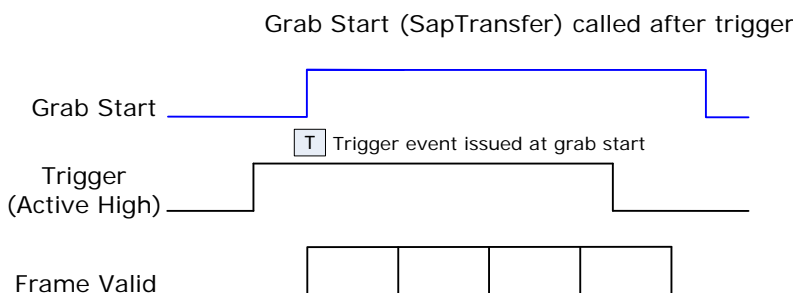 Grab Start (SapTransfer) called after trigger
Grab Start
T Trigger event issued at grab start
Trigger
(Active High)
Frame Valid